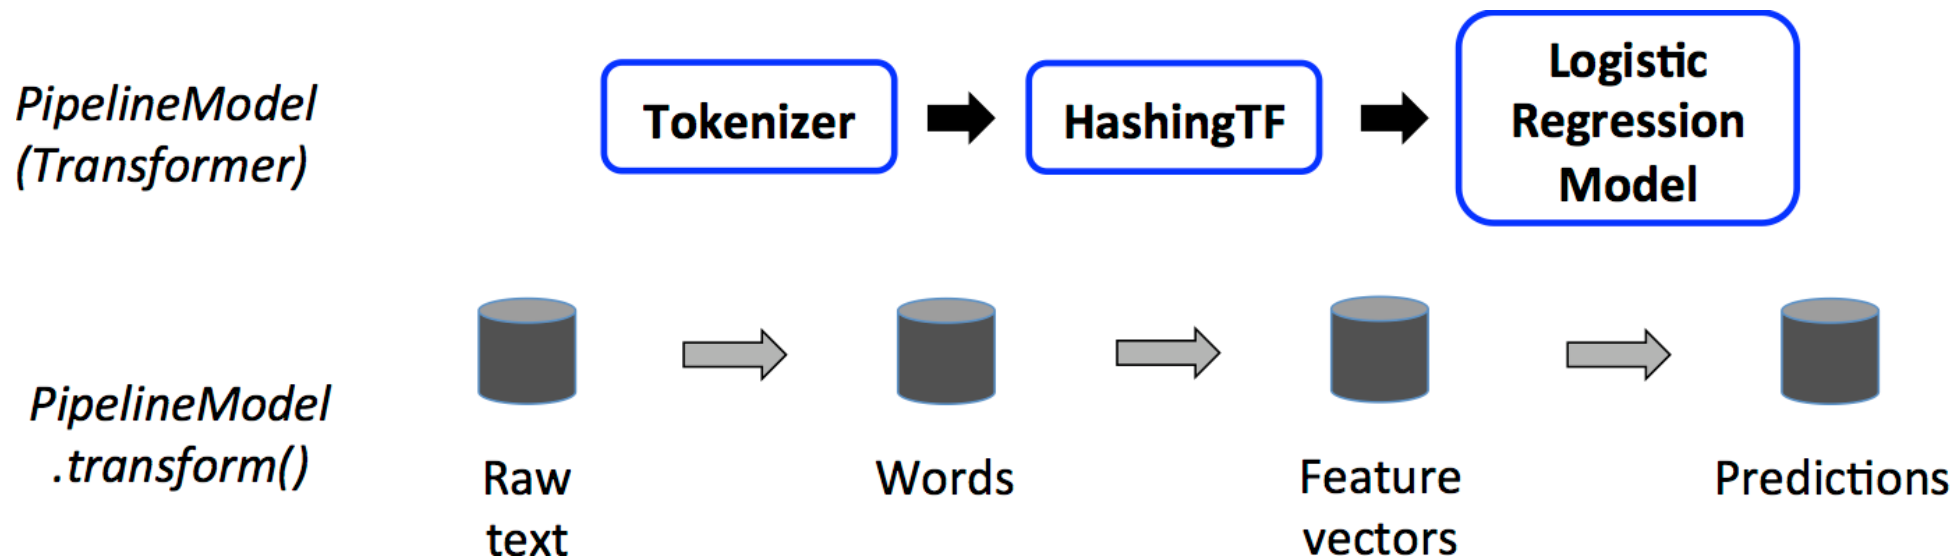 PipelineModel
(Transformer)
Tokenizer
HashingTF
Logistic
Regression
Model
PipelineModel
.transform()
Raw
text
Words
Feature
vectors
Predictions